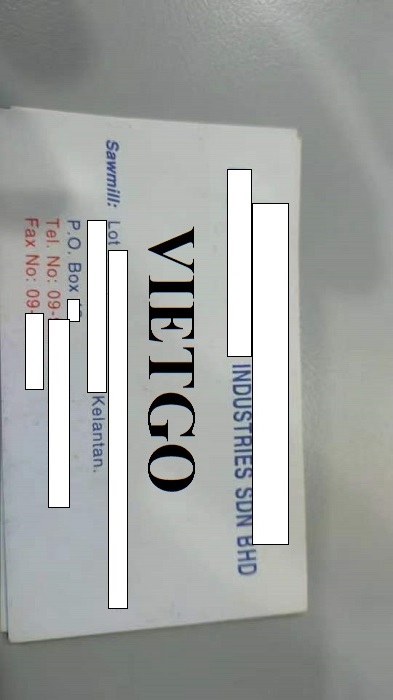 INDUSTRIES SDN BHD
VIETGO
Sawmill: Lot
Kelantan.
P.O. Box
Tel. No: 09-
Fax No: 09-